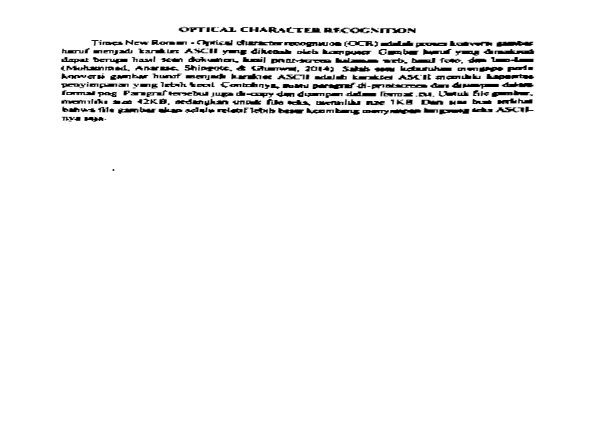 OPTICAL CHARACTER RECOGNITION
Times New Roman - Optical character recognition (OCR) adalah proses konversi gambar
huruf menjadi karakter ASCII yang dikenali oleh komputer. Gambar huruf yang dimaksud
dapat berupa hasil scan dokumen, hasil print-screen halaman web, hasil foto, dan lain-lain
(Mohammad, Anarase, Shingote, & Ghanwat, 2014). Salah satu kebutuhan mengapa perlu
konversi gambar huruf menjadi karakter ASCII adalah karakter ASCII memiliki kapasitas
penyimpanan yang lebih kecil. Contohnya, suatu paragraf di-printscreen dan disimpan dalam
format png. Paragraf tersebut juga di-copy dan disimpan dalam format .txt. Untuk file gambar,
memiliki size 42KB, sedangkan untuk file teks, memiliki size 1KB. Dari sini bisa terlihat
bahwa file gambar akan selalu relatif lebih besar ketimbang menyimpan langsung teks ASCII-
nya saja.